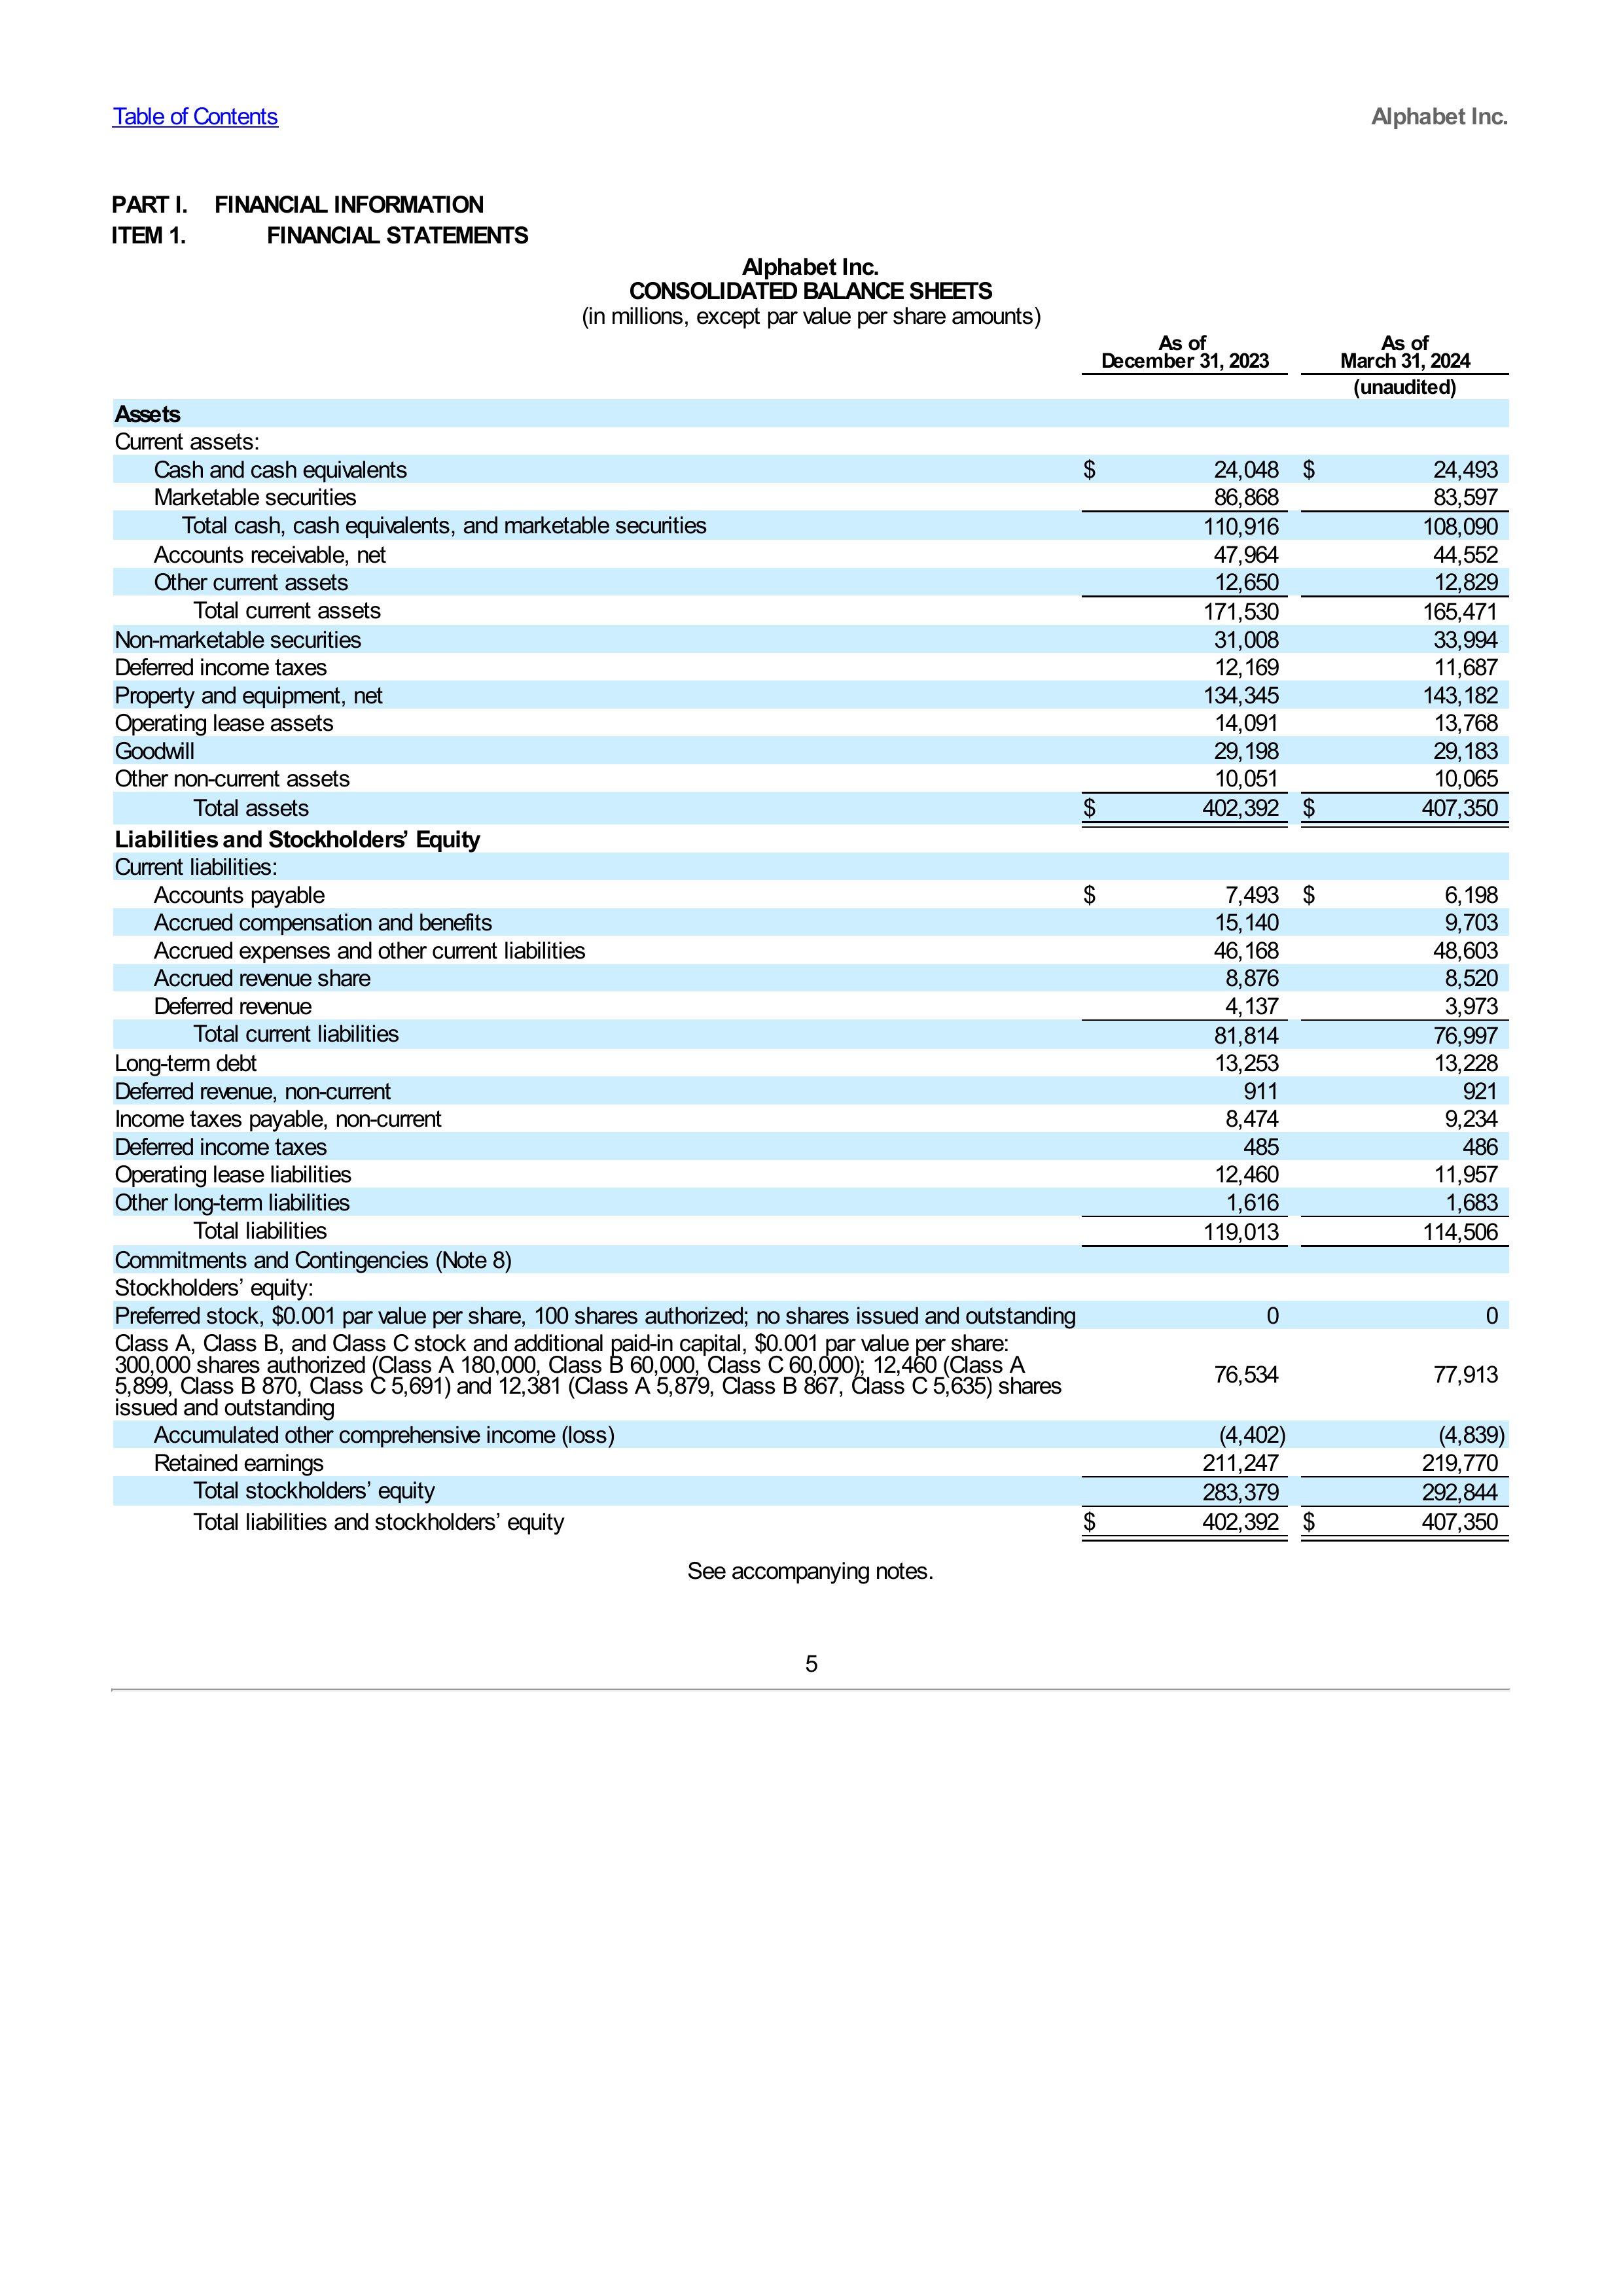 Table of Contents Alphabet Inc.
PART I. FINANCIAL INFORMATION
ITEM 1. FINANCIAL STATEMENTS
Alphabet Inc.
CONSOLIDATED BALANCE SHEETS
(in millions, except par value per share amounts)
As of As of
December 31, 2023 March 31, 2024
(unaudited)
Assets
Current assets:
Cash and cash equivalents $ 24,048 $ 24,493
Marketable securities 86,868 83,597
Total cash, cash equivalents, and marketable securities 110,916 108,090
Accounts receivable, net 47,964 44,552
Other current assets 12,650 12,829
Total current assets 171,530 165,471
Non-marketable securities 31,008 33,994
Deferred income taxes 12,169 11,687
Property and equipment, net 134,345 143,182
Operating lease assets 14,091 13,768
Goodwill 29,198 29,183
Other non-current assets 10,051 10,065
Total assets $ 402,392 $ 407,350
Liabilities and Stockholders’ Equity
Current liabilities:
Accounts payable $ 7,493 $ 6,198
Accrued compensation and benefits 15,140 9,703
Accrued expenses and other current liabilities 46,168 48,603
Accrued revenue share 8,876 8,520
Deferred revenue 4,137 3,973
Total current liabilities 81,814 76,997
Long-term debt 13,253 13,228
Deferred revenue, non-current 911 921
Income taxes payable, non-current 8,474 9,234
Deferred income taxes 485 486
Operating lease liabilities 12,460 11,957
Other long-term liabilities 1,616 1,683
Total liabilities 119,013 114,506
Commitments and Contingencies (Note 8)
Stockholders’ equity:
Preferred stock, $0.001 par value per share, 100 shares authorized; no shares issued and outstanding 0 0
Class A, Class B, and Class C stock and additional paid-in capital, $0.001 par value per share:
300,000 shares authorized (Class A 180,000, Class B 60,000, Class C 60,000); 12,460 (Class A
5,899, Class B 870, Class C 5,691) and 12,381 (Class A 5,879, Class B 867, Class C 5,635) shares
issued and outstanding 76,534 77,913
Accumulated other comprehensive income (loss) (4,402) (4,839)
Retained earnings 211,247 219,770
Total stockholders’ equity 283,379 292,844
Total liabilities and stockholders’ equity $ 402,392 $ 407,350
See accompanying notes.
5